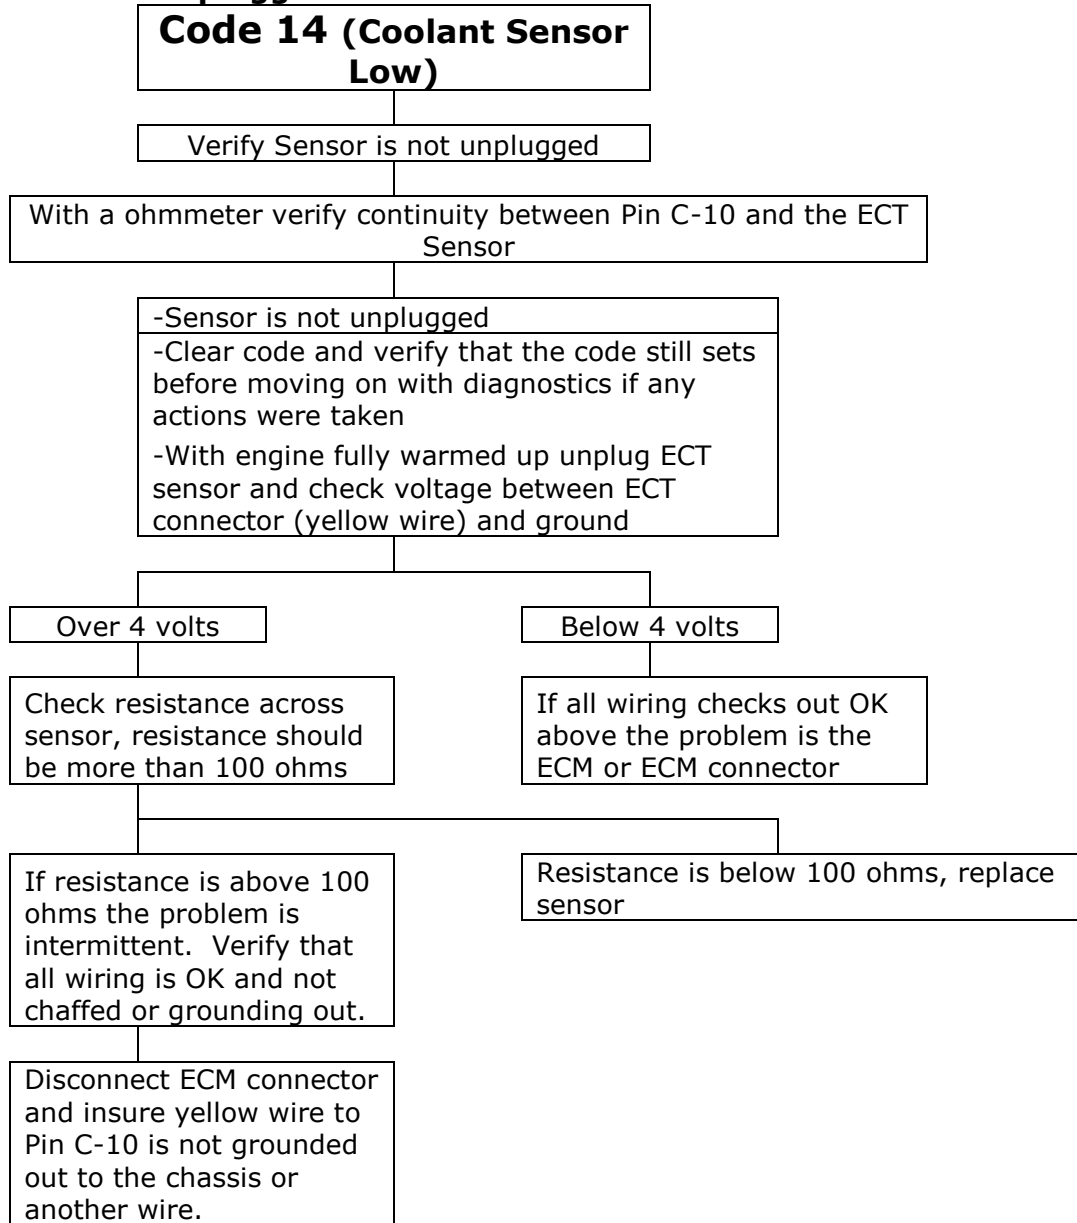 Code 14 (Coolant Sensor
Low)
Verify Sensor is not unplugged
With a ohmmeter verify continuity between Pin C-10 and the ECT
Sensor
-Sensor is not unplugged
-Clear code and verify that the code still sets
before moving on with diagnostics if any
actions were taken
-With engine fully warmed up unplug ECT
sensor and check voltage between ECT
connector (yellow wire) and ground
Over 4 volts
Below 4 volts
Check resistance across
sensor, resistance should
be more than 100 ohms
If all wiring checks out OK
above the problem is the
ECM or ECM connector
If resistance is above 100
ohms the problem is
intermittent.  Verify that
all wiring is OK and not
chaffed or grounding out.
Resistance is below 100 ohms, replace
sensor
Disconnect ECM connector
and insure yellow wire to
Pin C-10 is not grounded
out to the chassis or
another wire.